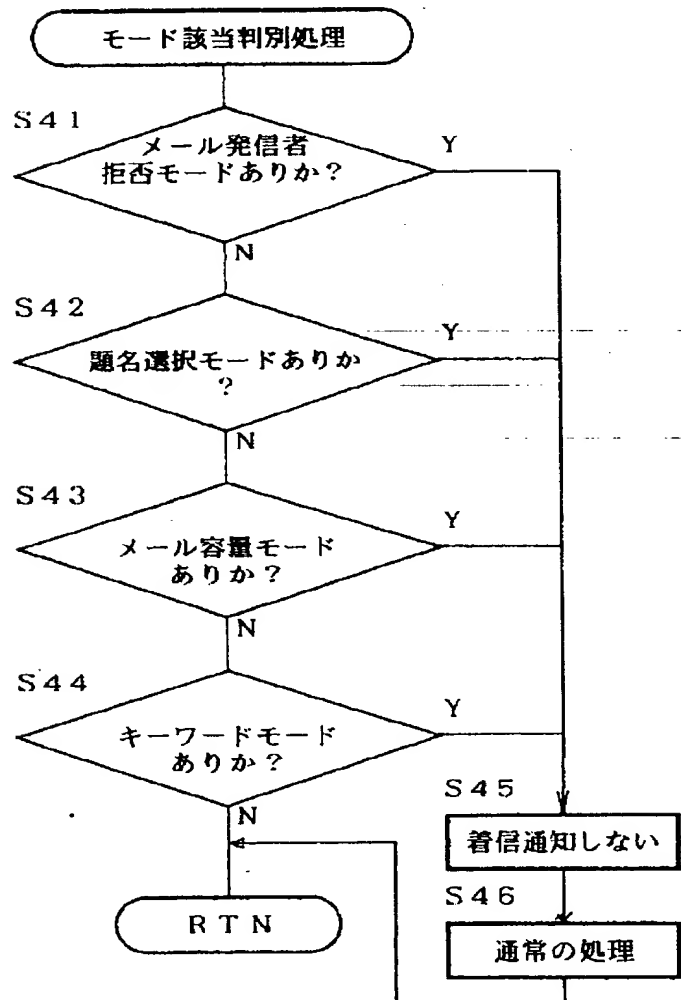 モード該当判別処理
S41
メール発信者
拒否モードありか？
Y
N
S42
題名選択モードありか
？
Y
N
S43
メール容量モード
ありか？
Y
N
S44
キーワードモード
ありか？
Y
N
S45
着信通知しない
S46
通常の処理
RTN